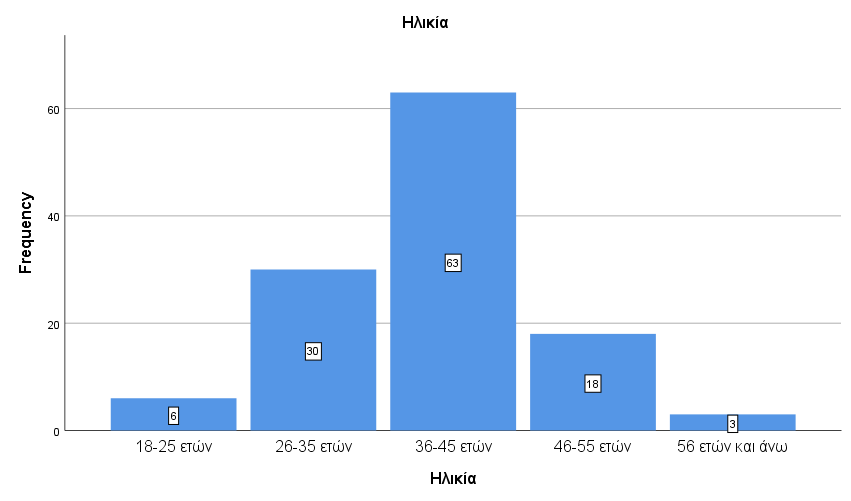 Ηλικία
Frequency
60
40
20
0
63
30
18
6
3
18-25 ετών
26-35 ετών
36-45 ετών
46-55 ετών
56 ετών και άνω
Ηλικία